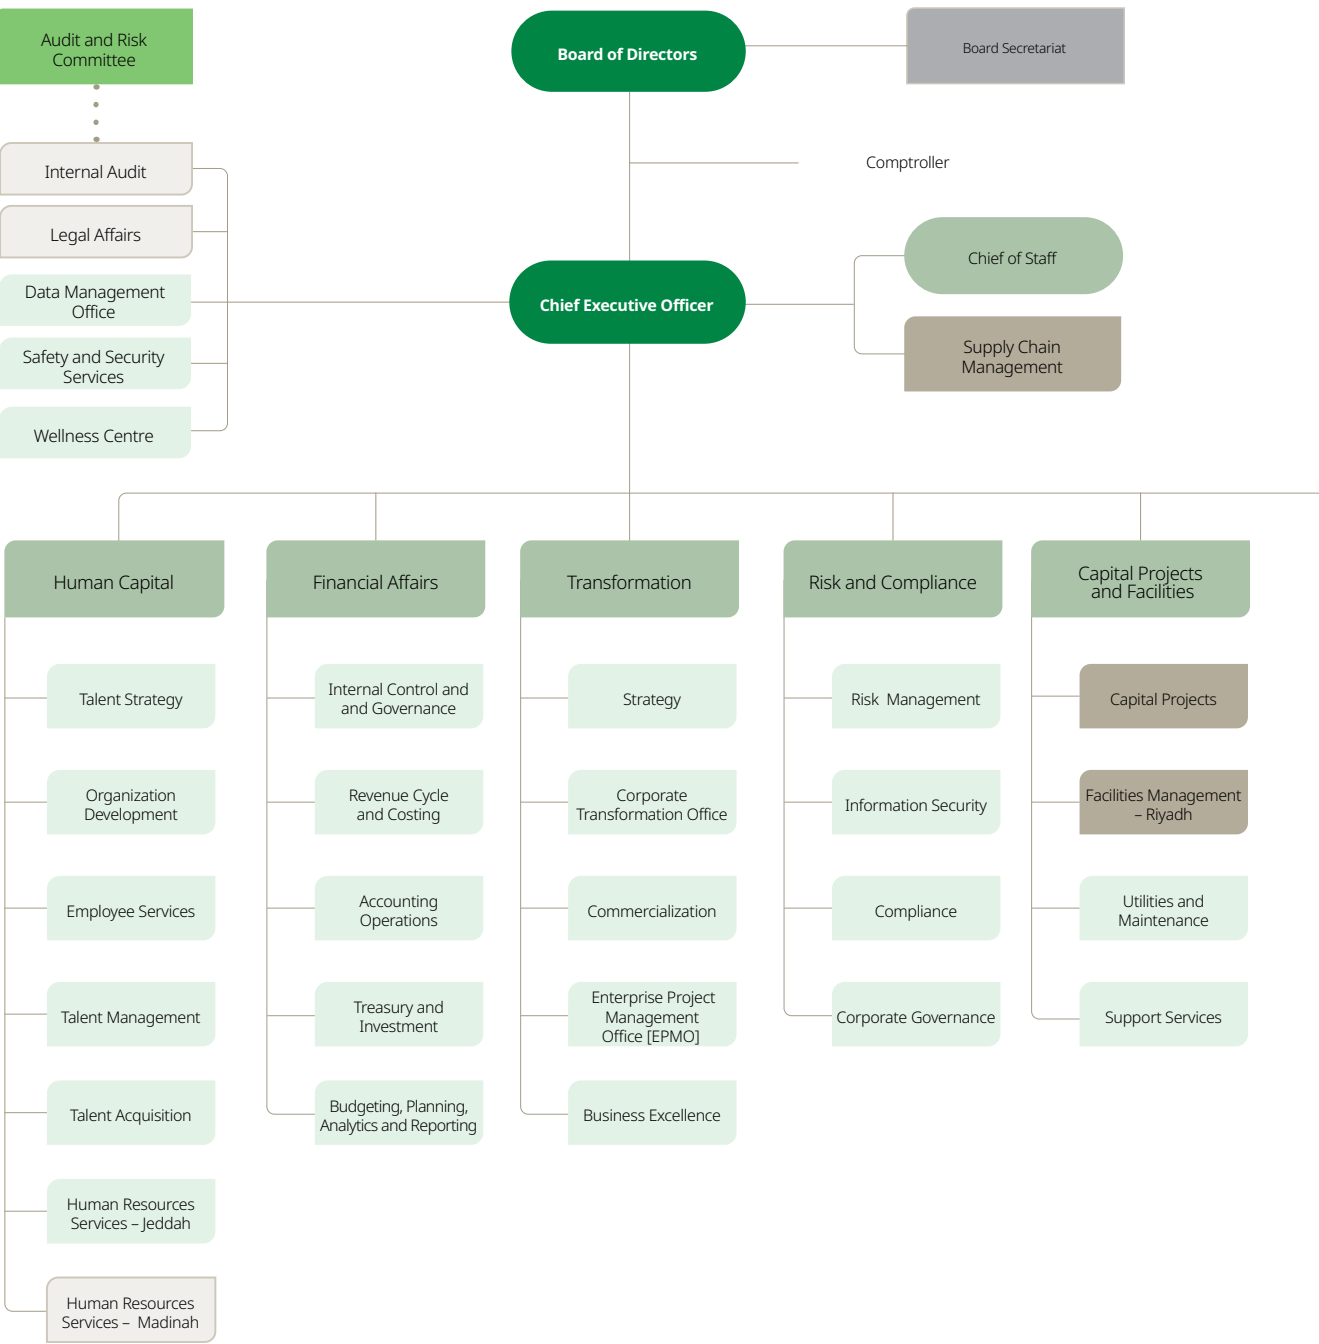 Audit and Risk
Committee
Board of Directors
Board Secretariat
Internal Audit
Comptroller
Legal Affairs
Data Management
Office
Chief Executive Officer
Chief of Staff
Safety and Security
Services
Supply Chain
Management
Wellness Centre
Human Capital
Talent Strategy
Organization
Development
Employee Services
Talent Management
Talent Acquisition
Human Resources
Services – Jeddah
Human Resources
Services –  Madinah
Financial Affairs
Internal Control and
and Governance
Revenue Cycle
and Costing
Accounting
Operations
Treasury and
Investment
Budgeting, Planning,
Analytics and Reporting
Transformation
Strategy
Corporate
Transformation Office
Commercialization
Enterprise Project
Management
Office [EPMO]
Business Excellence
Risk and Compliance
Risk  Management
Information Security
Compliance
Corporate Governance
Capital Projects
and Facilities
Capital Projects
Facilities Management
– Riyadh
Utilities and
Maintenance
Support Services